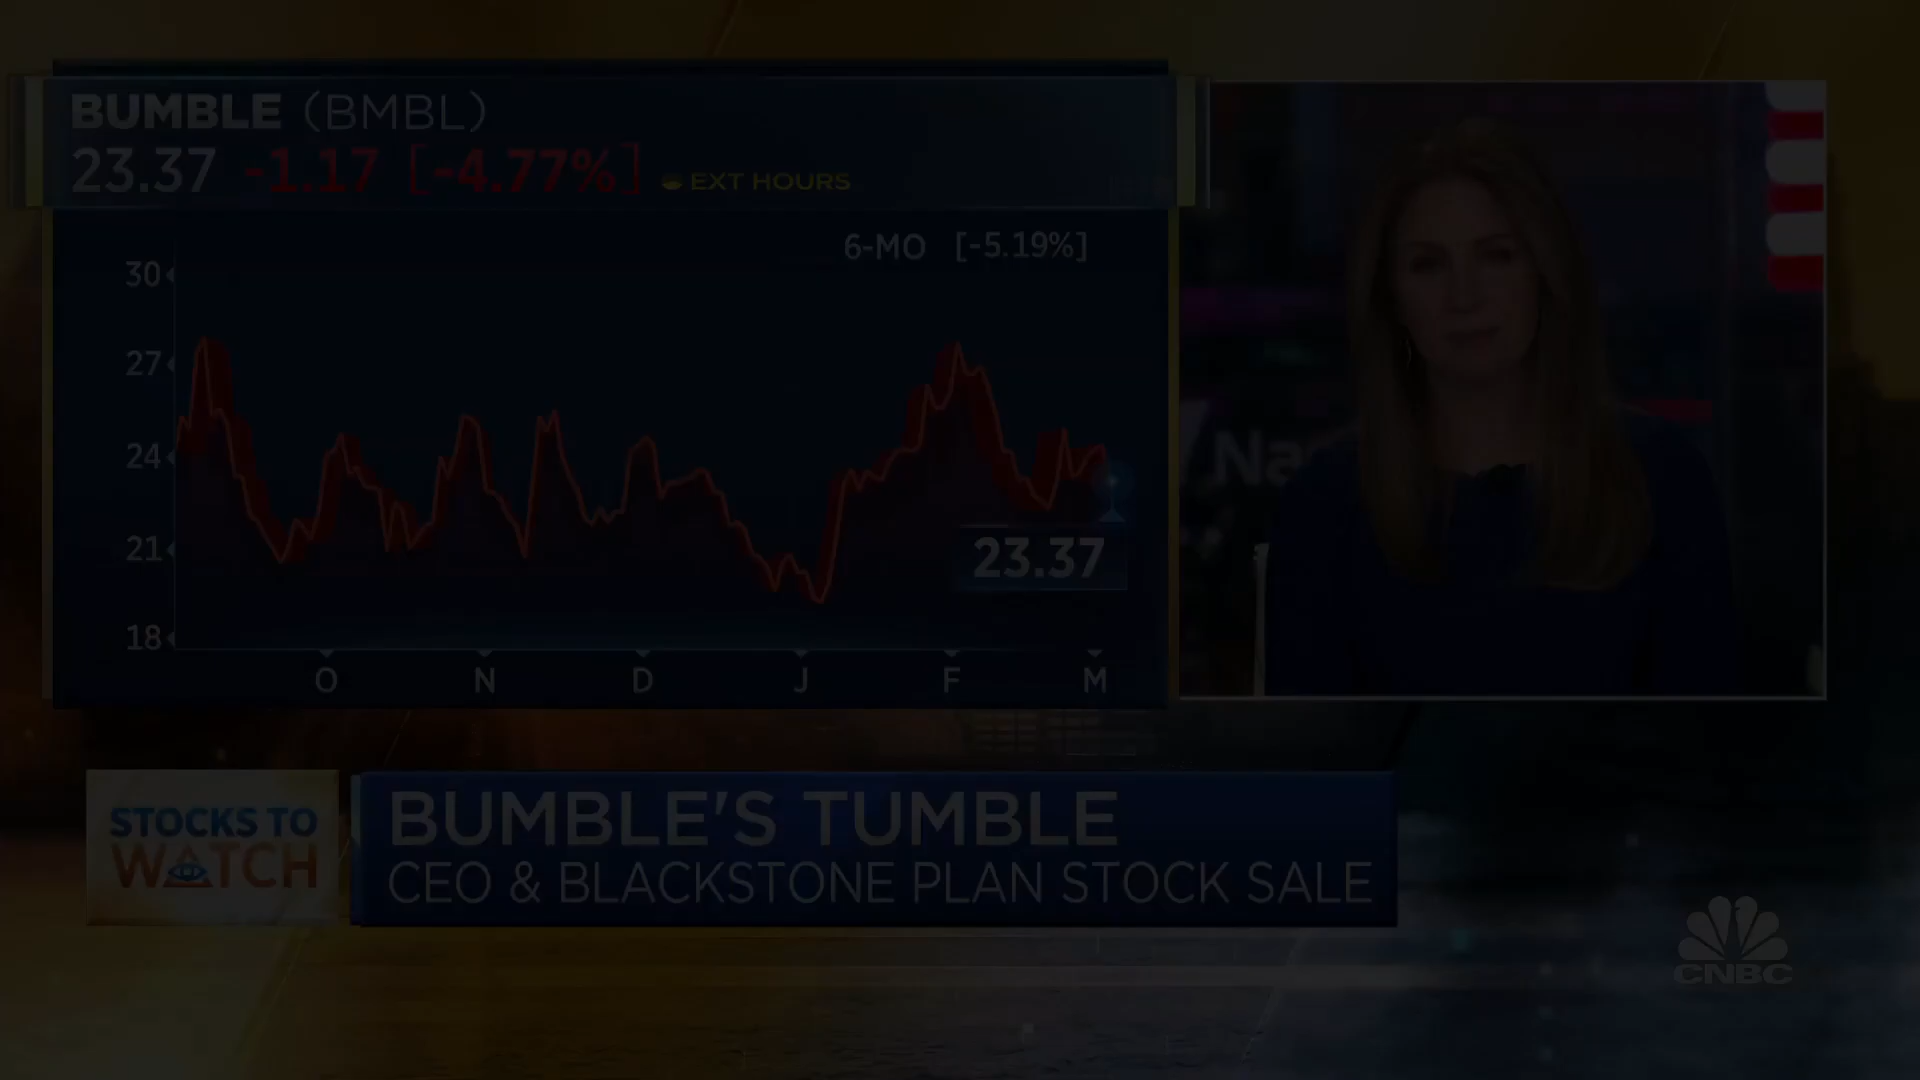 BUMBLE (BMBL)
23.37 -1.17 [-4.77%] EXT HOURS
6-MO [-5.19%]
30
27
24
21
18
23.37
O N D J F M
Na
STOCKS TO
WATCH
BUMBLE'S TUMBLE
CEO & BLACKSTONE PLAN STOCK SALE
CNBC